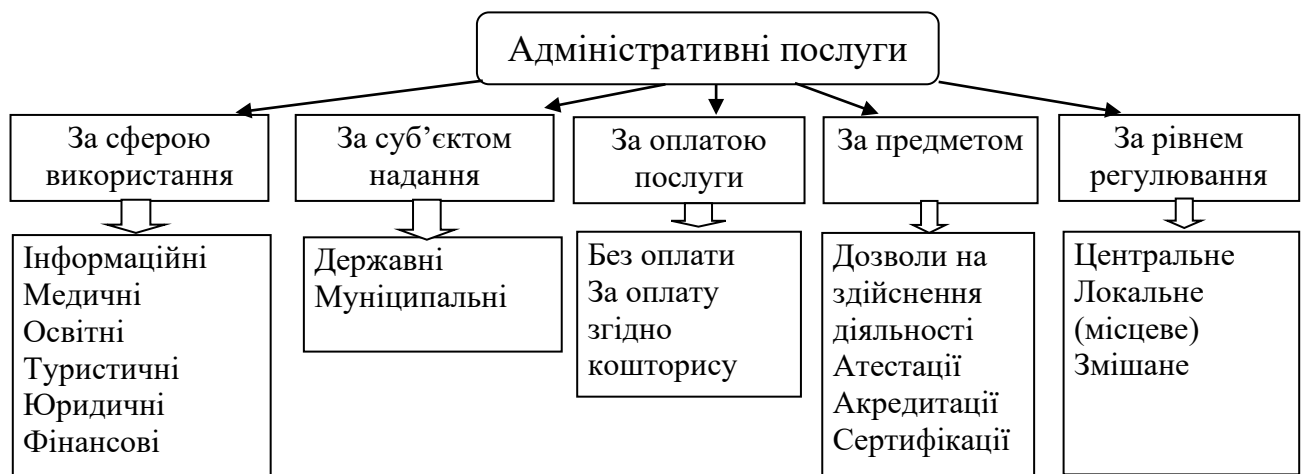 Адміністративні послуги
За сферою
використання
За суб’єктом
надання
За оплатою
послуги
За предметом
За рівнем
регулювання
Інформаційні
Медичні
Освітні
Туристичні
Юридичні
Фінансові
Державні
Муніципальні
Без оплати
За оплату
згідно
кошторису
Дозволи на
здійснення
діяльності
Атестації
Акредитації
Сертифікації
Центральне
Локальне
(місцеве)
Змішане